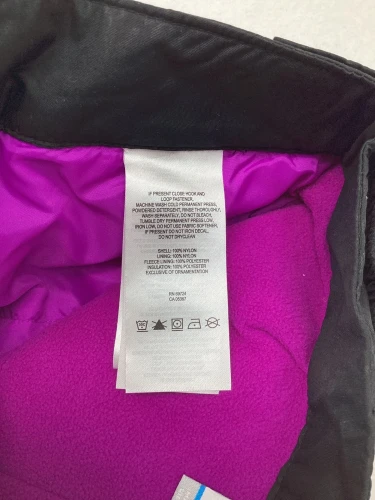 IF PRESENT CLOSE HOOK AND
LOOP FASTENER.
MACHINE WASH COLD PERMANENT PRESS,
POWDERED DETERGENT, RINSE THOROUGHLY.
WASH SEPARATELY, DO NOT BLEACH,
TUMBLE DRY PERMANENT PRESS LOW,
IRON LOW, DO NOT USE FABRIC SOFTENER,
IF PRESENT DO NOT IRON DECAL,
DO NOT DRYCLEAN
SHELL: 100% NYLON
LINING: 100% NYLON
FLEECE LINING: 100% POLYESTER
INSULATION: 100% POLYESTER
EXCLUSIVE OF ORNAMENTATION
CA 05367